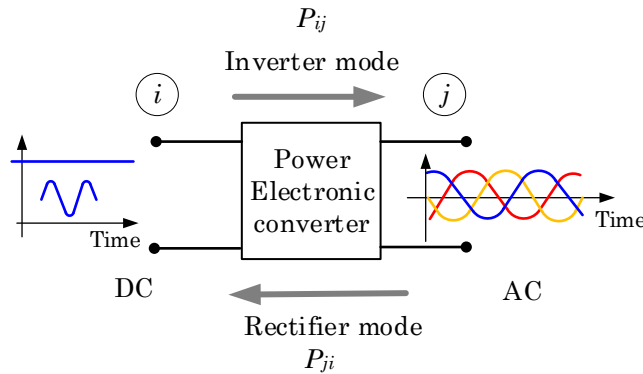 P_ij
Inverter mode
i
j
Power
Electronic
converter
Time
Time
DC
AC
Rectifier mode
P_ji